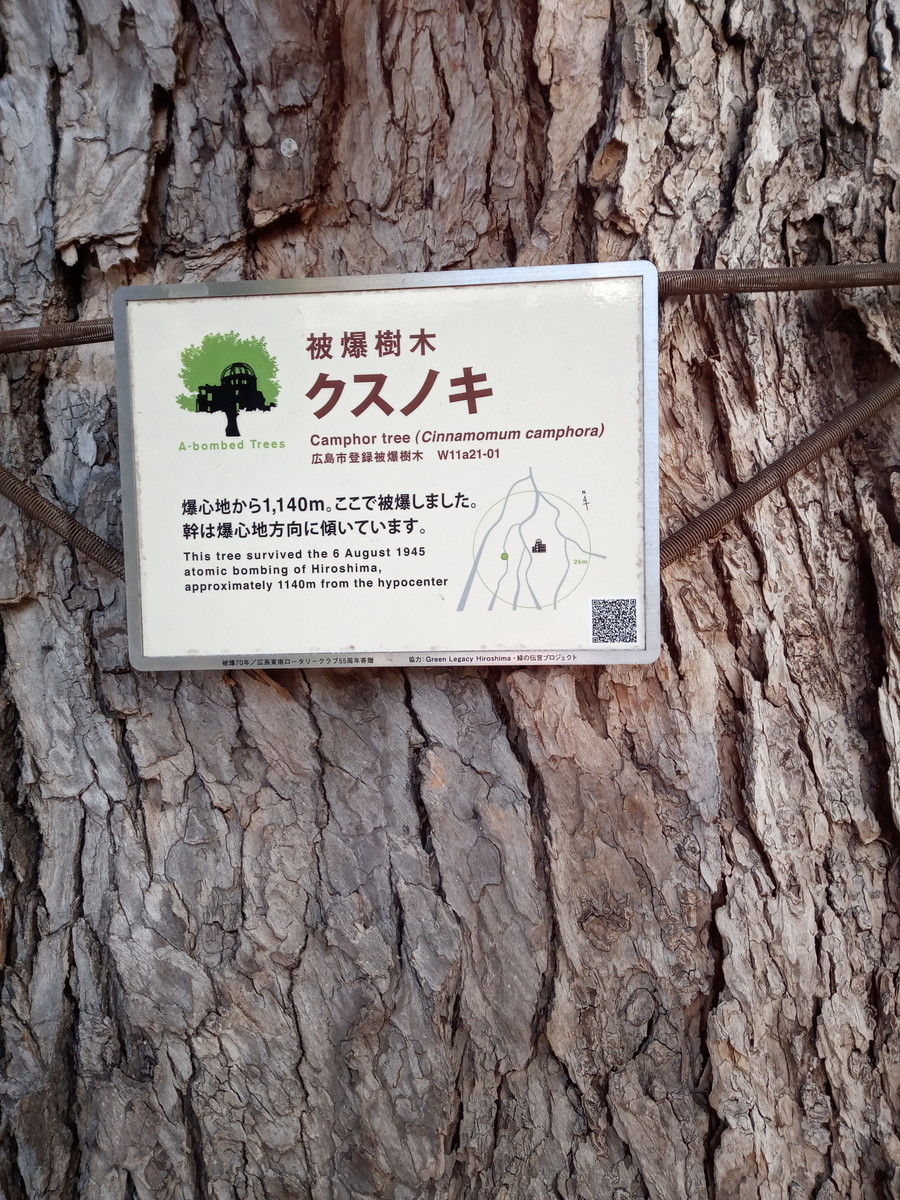 被爆樹木
クスノキ
A-bombed Trees
Camphor tree (Cinnamomum camphora)
広島市登録被爆樹木 W11a21-01
爆心地から1,140m。ここで被爆しました。
幹は爆心地方向に傾いています。
This tree survived the 6 August 1945
atomic bombing of Hiroshima,
approximately 1140m from the hypocenter
N
2km
被爆70年／広島東南ロータリークラブ55周年寄贈 協力：Green Legacy Hiroshima・緑の伝言プロジェクト